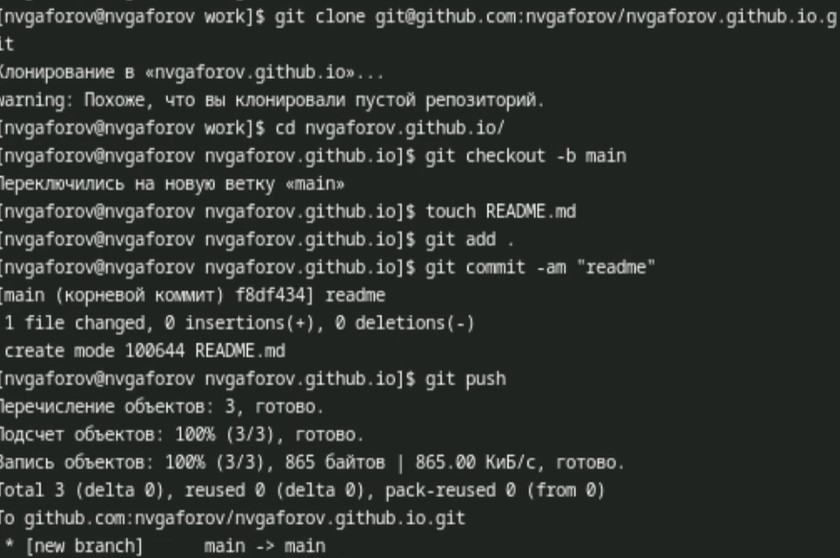 [nvgaforov@nvgaforov work]$ git clone git@github.com:nvgaforov/nvgaforov.github.io.g
it
Клонирование в «nvgaforov.github.io»...
warning: Похоже, что вы клонировали пустой репозиторий.
[nvgaforov@nvgaforov work]$ cd nvgaforov.github.io/
[nvgaforov@nvgaforov nvgaforov.github.io]$ git checkout -b main
Переключились на новую ветку «main»
[nvgaforov@nvgaforov nvgaforov.github.io]$ touch README.md
[nvgaforov@nvgaforov nvgaforov.github.io]$ git add .
[nvgaforov@nvgaforov nvgaforov.github.io]$ git commit -am "readme"
[main (корневой коммит) f8df434] readme
1 file changed, 0 insertions(+), 0 deletions(-)
create mode 100644 README.md
[nvgaforov@nvgaforov nvgaforov.github.io]$ git push
Перечисление объектов: 3, готово.
Подсчет объектов: 100% (3/3), готово.
Запись объектов: 100% (3/3), 865 байтов | 865.00 КиБ/с, готово.
Total 3 (delta 0), reused 0 (delta 0), pack-reused 0 (from 0)
To github.com:nvgaforov/nvgaforov.github.io.git
* [new branch]      main -> main